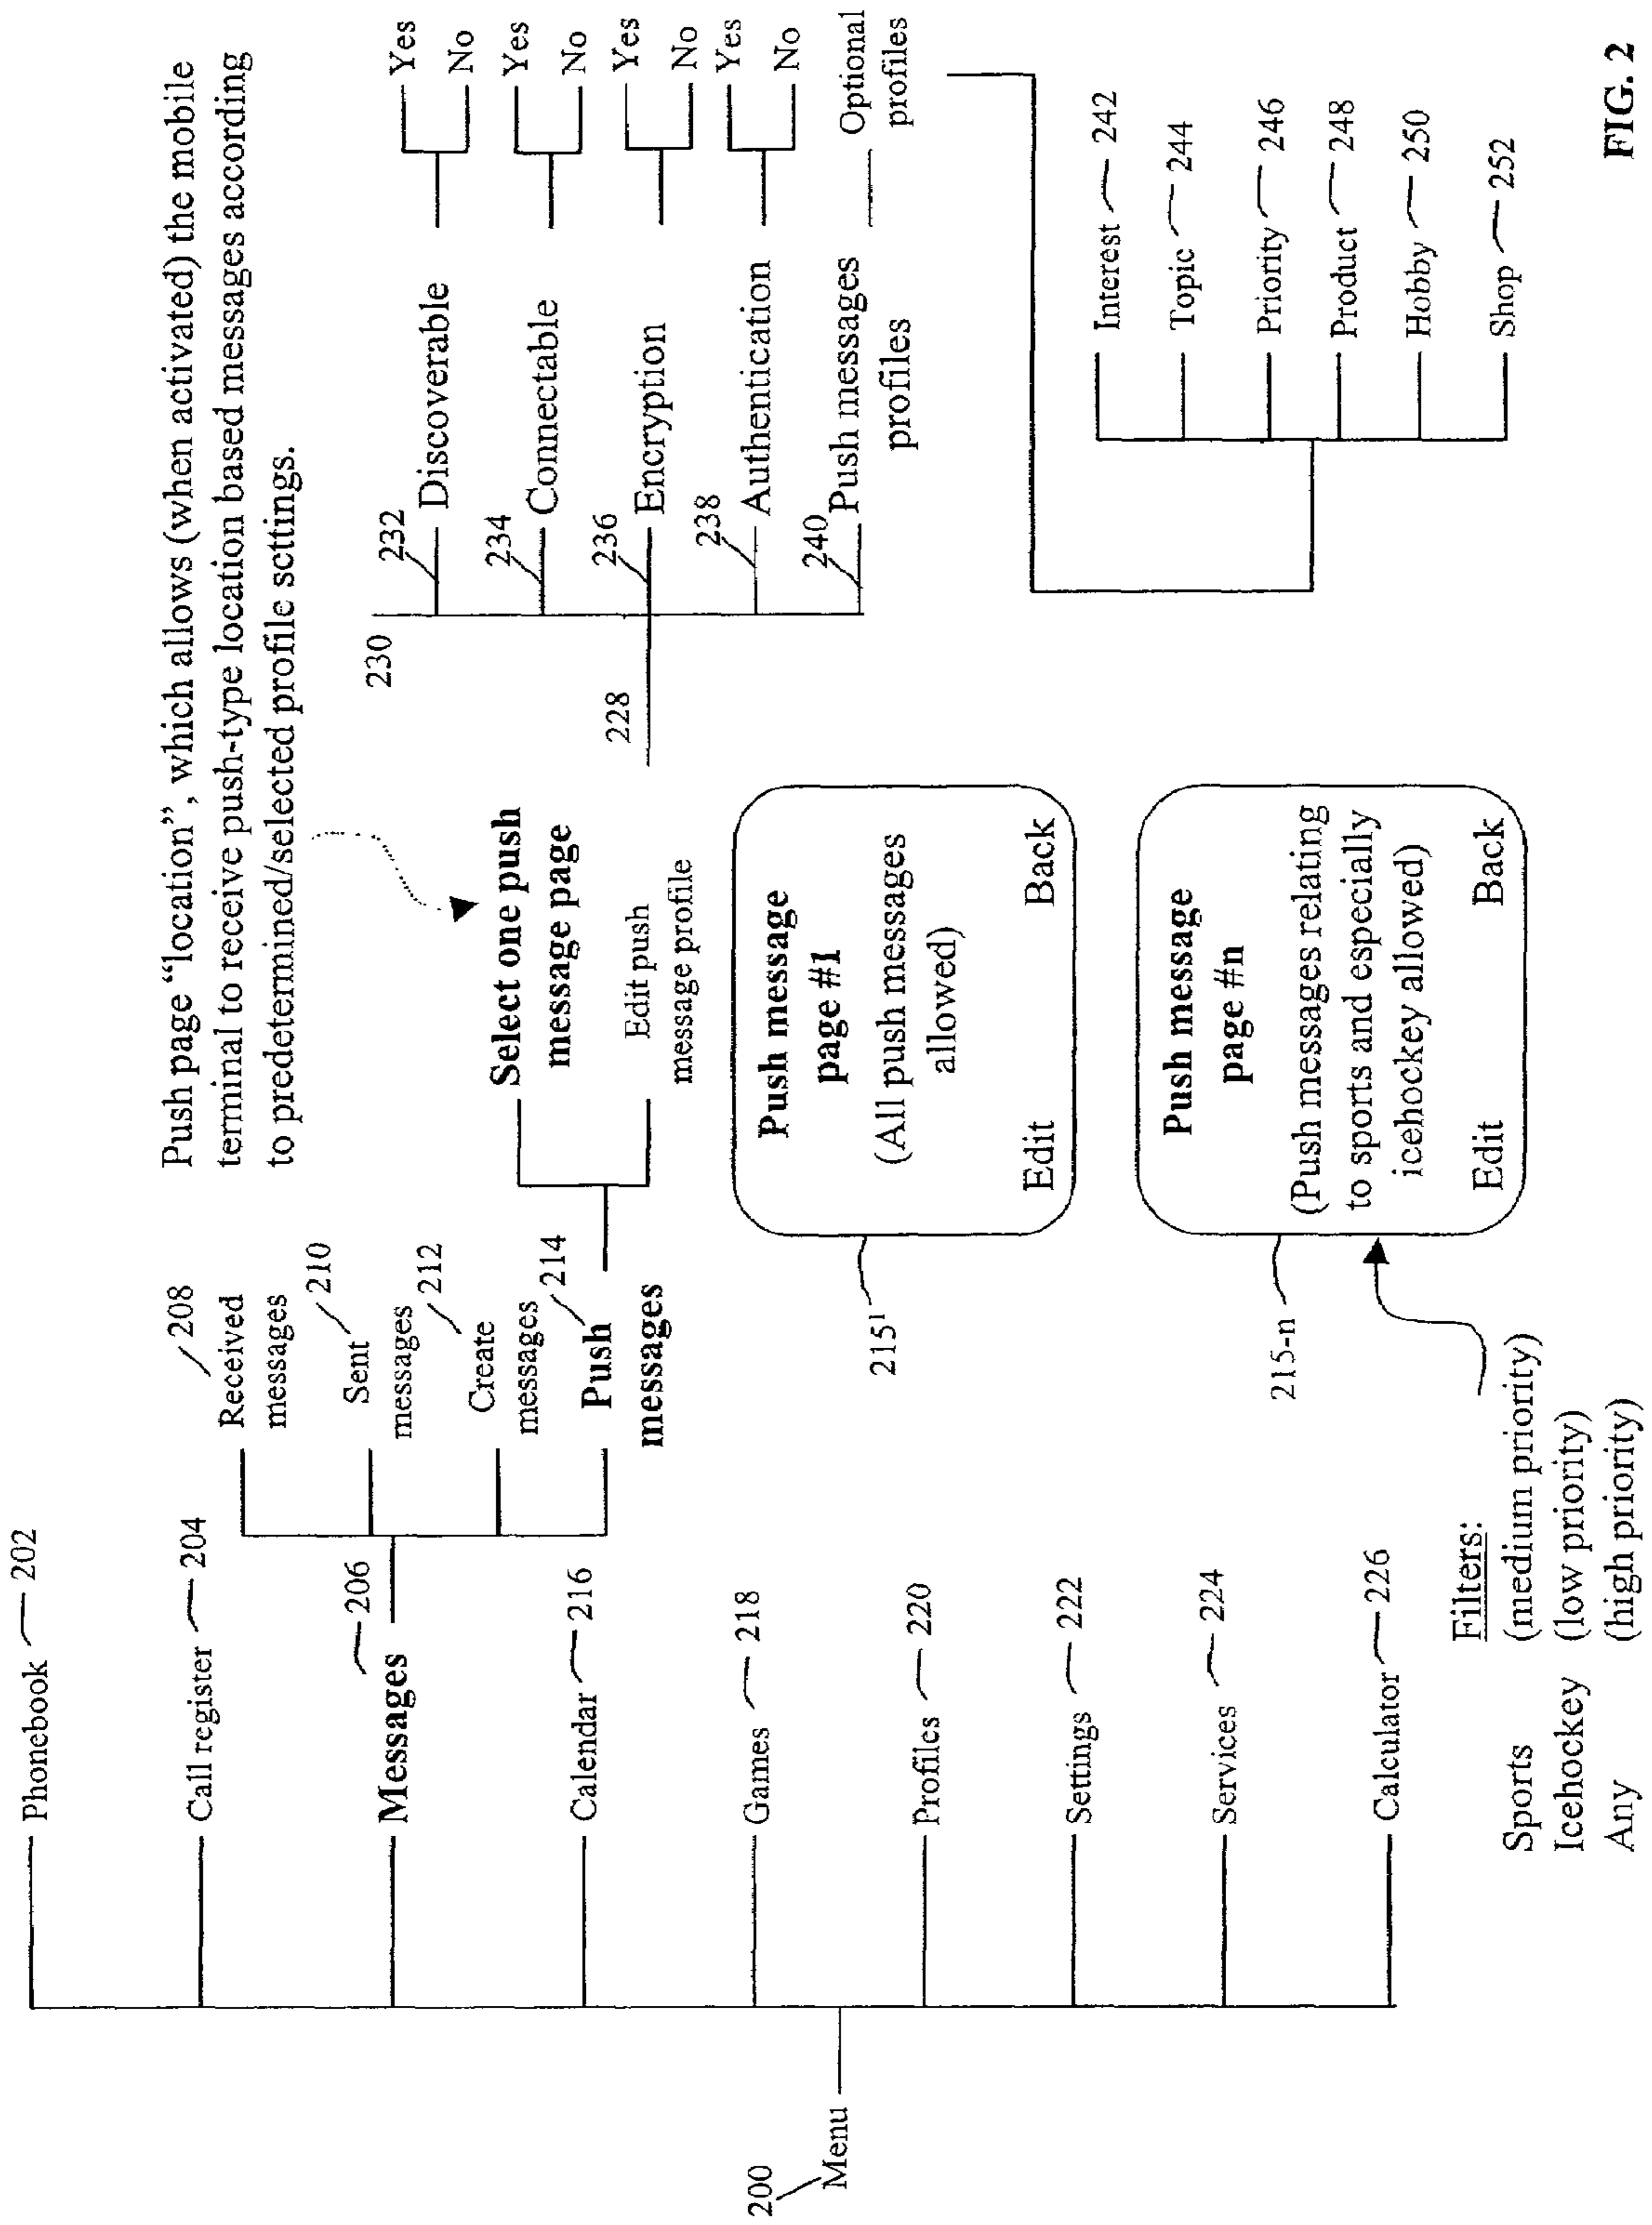 Push page "location", which allows (when activated) the mobile
terminal to receive push-type location based messages according
to predetermined/selected profile settings.
200
Menu
Phonebook 202
Call register 204
206
Messages
Calendar 216
Games 218
Profiles 220
Settings 222
Services 224
Calculator 226
208
Received
messages
210
Sent
messages
212
Create
messages
214
Push
messages
Select one push
message page
Edit push
message profile
228
230
232
Discoverable
Yes
No
234
Connectable
Yes
No
236
Encryption
Yes
No
238
Authentication
Yes
No
240
Push messages
profiles
Optional
profiles
Interest 242
Topic 244
Priority 246
Product 248
Hobby 250
Shop 252
Push message
page #1
(All push messages
allowed)
Edit Back
215¹
Push message
page #n
(Push messages relating
to sports and especially
icehockey allowed)
Edit Back
215-n
Filters:
Sports (medium priority)
Icehockey (low priority)
Any (high priority)
FIG. 2